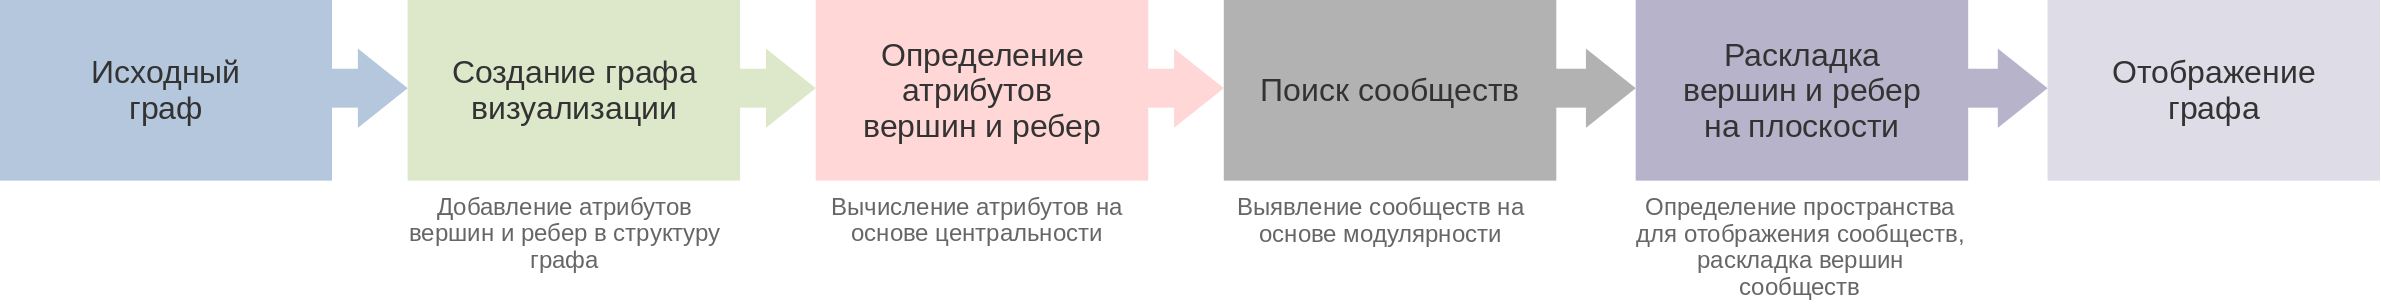 Исходный
граф
Создание графа
визуализации
Определение
атрибутов
вершин и ребер
Поиск сообществ
Раскладка
вершин и ребер
на плоскости
Отображение
графа
Добавление атрибутов
вершин и ребер в структуру
графа
Вычисление атрибутов на
основе центральности
Выявление сообществ на
основе модулярности
Определение пространства
для отображения сообществ,
раскладка вершин
сообществ